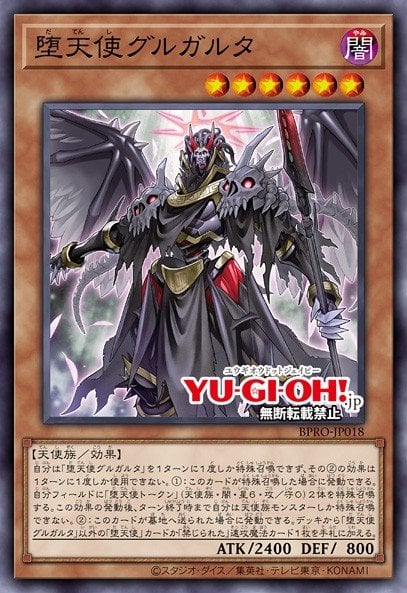 堕天使グルガルタ
闇
ユウギオウドットジェイピー
YU-GI-OH!.jp
無断転載禁止
BPRO-JP018
【天使族/効果】
自分は「堕天使グルガルタ」を1ターンに1度しか特殊召喚できず、その②の効果は
1ターンに1度しか使用できない。①:このカードが特殊召喚した場合に発動できる。
自分フィールドに「堕天使トークン」(天使族・闇・星6・攻/守0)2体を特殊召喚
する。この効果の発動後、ターン終了時まで自分は天使族モンスターしか特殊召喚
できない。②:このカードが墓地へ送られた場合に発動できる。デッキから「堕天使
グルガルタ」以外の「堕天使」カードか「禁じられた」速攻魔法カード1枚を手札に加える。
ATK/2400 DEF/ 800
©スタジオ・ダイス/集英社・テレビ東京・KONAMI